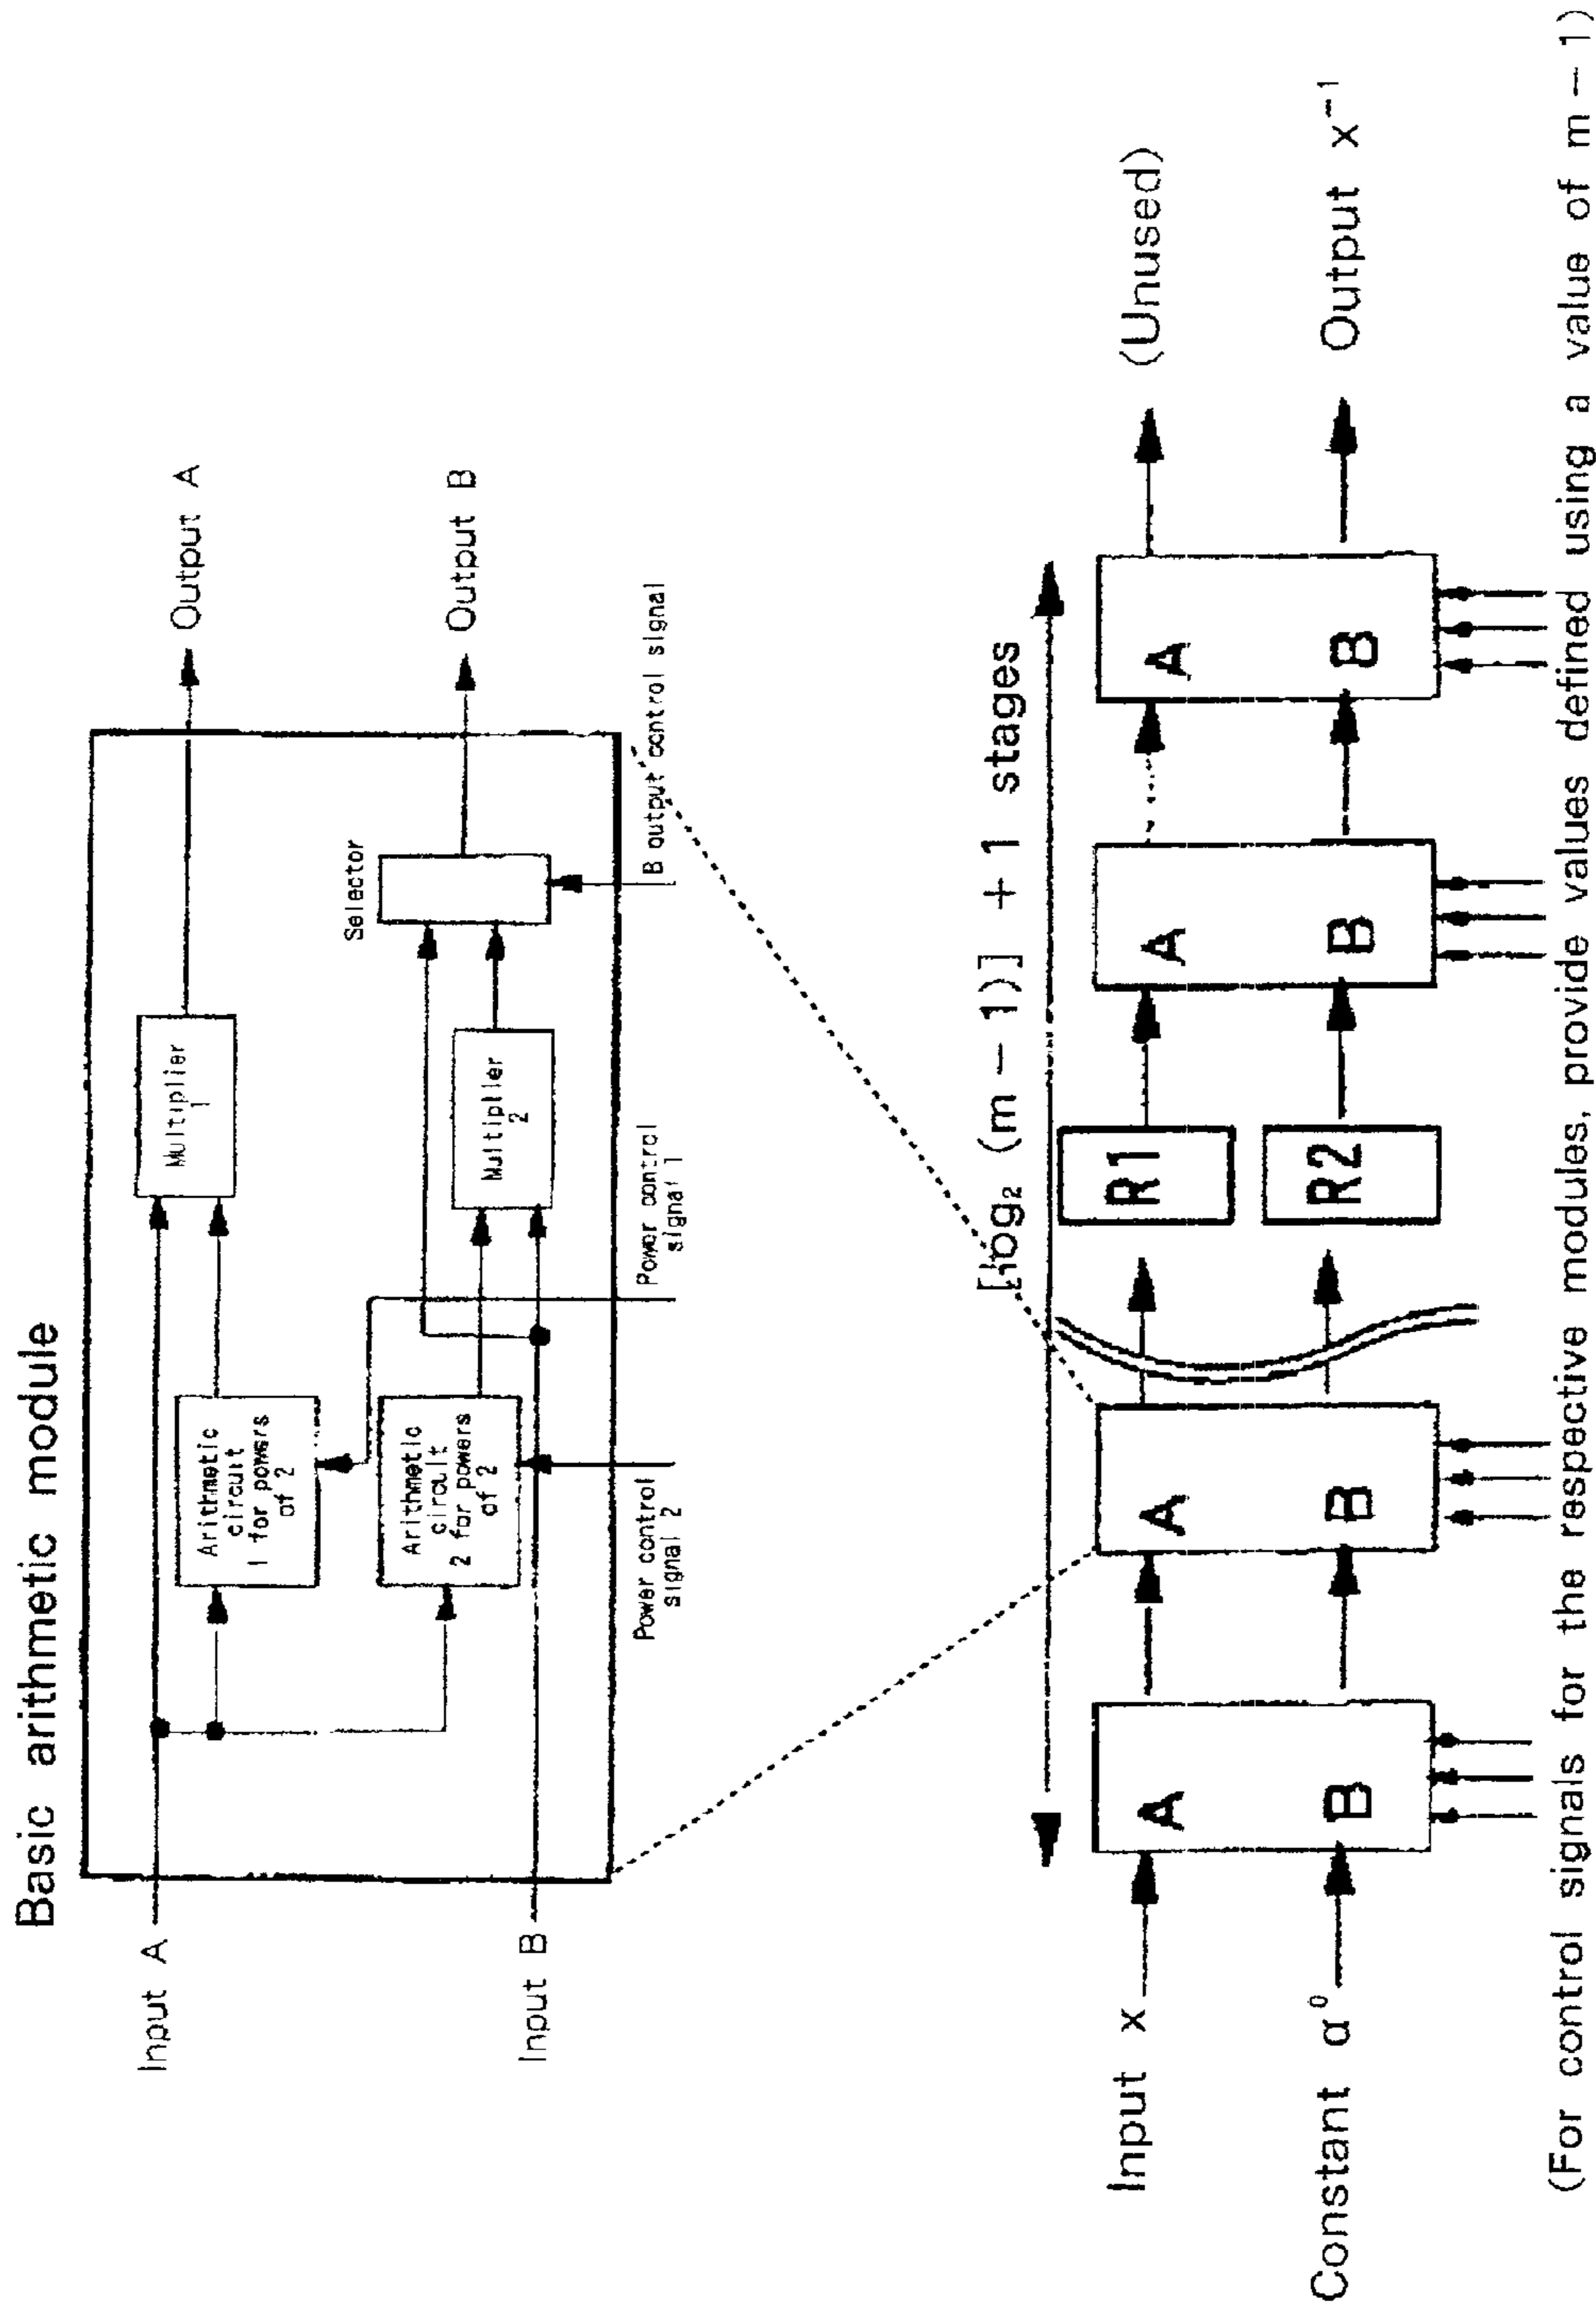 Basic arithmetic module
Input A
Input B
Arithmetic
circuit
1 for powers
of 2
Arithmetic
circuit
2 for powers
of 2
Multiplier
1
Multiplier
2
Selector
Output A
Output B
Power control
signal 2
Power control
signal 1
B output control signal
[log₂ (m − 1)] + 1 stages
Input x
Constant α⁰
A
B
A
B
R1
R2
A
B
A
B
(Unused)
Output x⁻¹
(For control signals for the respective modules, provide values defined using a value of m − 1)